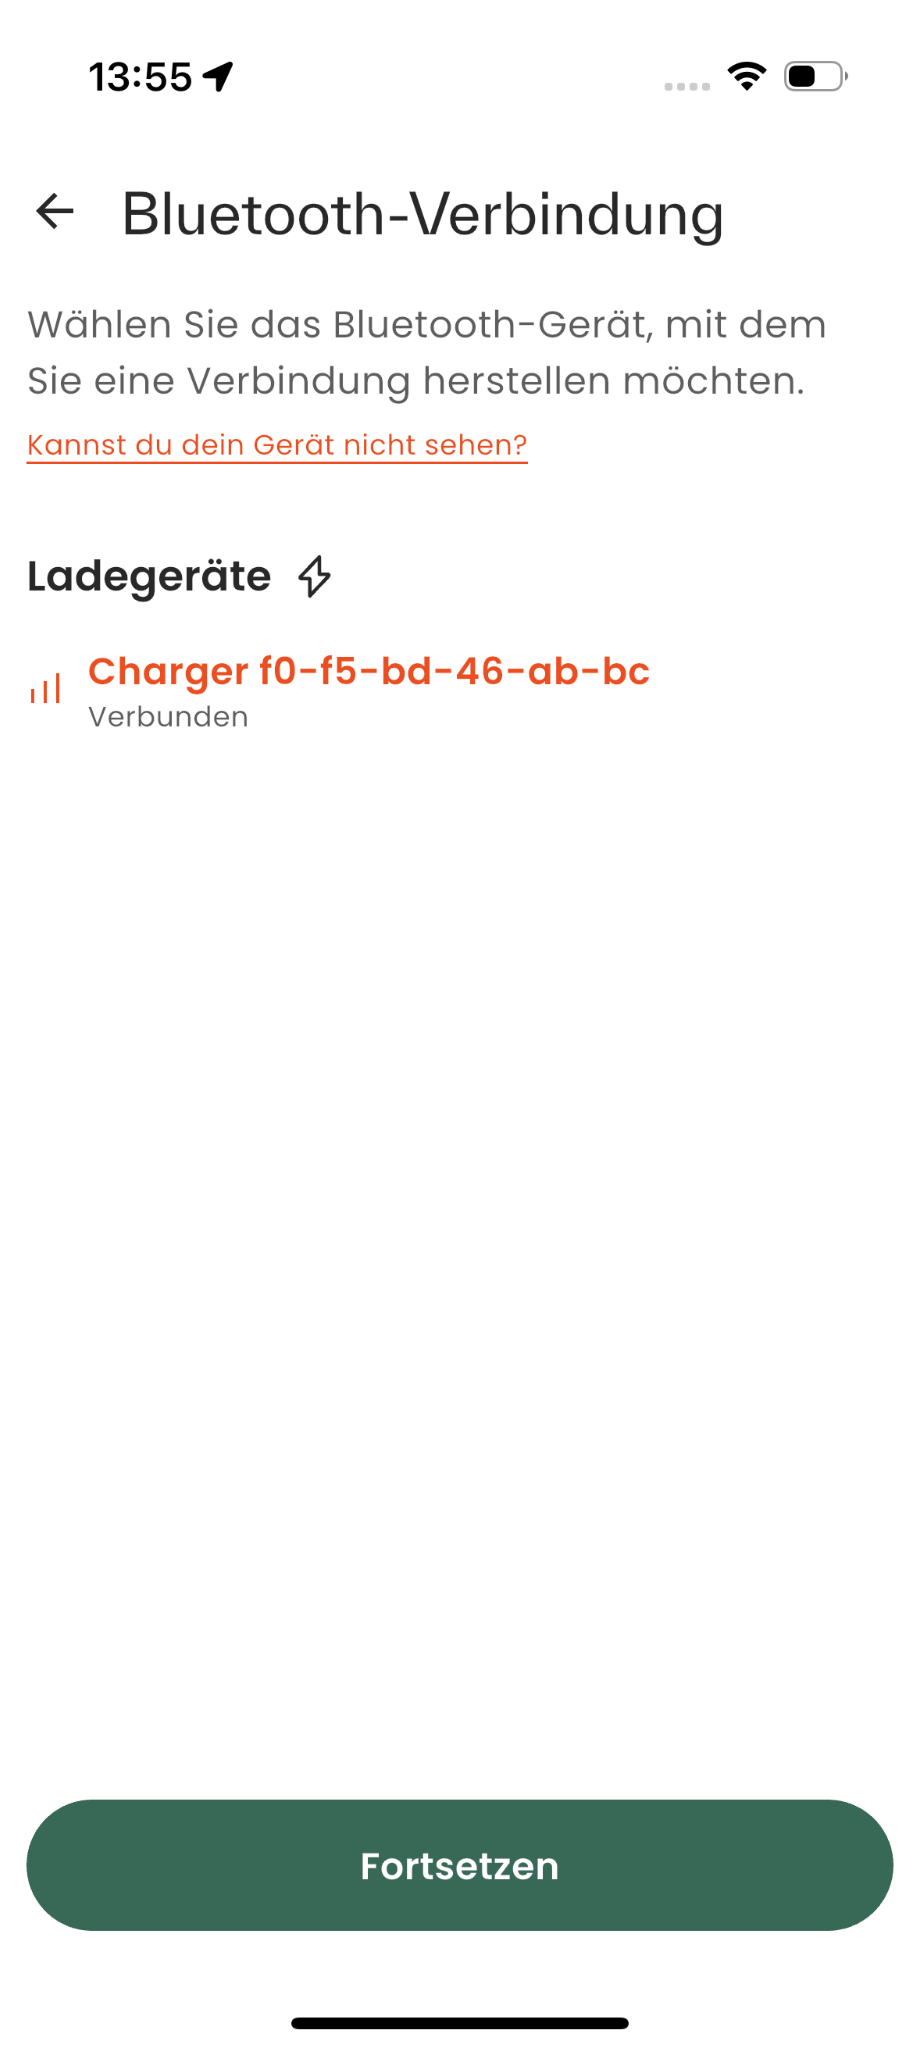 13:55
Bluetooth-Verbindung
Wählen Sie das Bluetooth-Gerät, mit dem
Sie eine Verbindung herstellen möchten.
Kannst du dein Gerät nicht sehen?
Ladegeräte
Charger f0-f5-bd-46-ab-bc
Verbunden
Fortsetzen